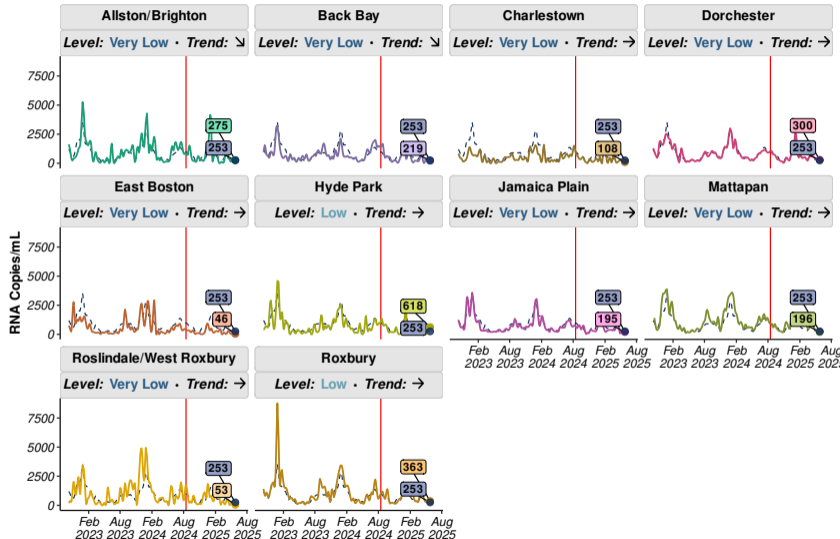 Allston/Brighton
Level: Very Low · Trend: ↘
Back Bay
Level: Very Low · Trend: ↘
Charlestown
Level: Very Low · Trend: →
Dorchester
Level: Very Low · Trend: →
7500
5000
2500
0
275
253
253
219
253
108
300
253
East Boston
Level: Very Low · Trend: →
Hyde Park
Level: Low · Trend: →
Jamaica Plain
Level: Very Low · Trend: →
Mattapan
Level: Very Low · Trend: →
RNA Copies/mL
7500
5000
2500
0
253
46
618
253
253
195
253
196
Feb 2023
Aug 2023
Feb 2024
Aug 2024
Feb 2025
Aug 2025
Feb 2023
Aug 2023
Feb 2024
Aug 2024
Feb 2025
Aug 2025
Roslindale/West Roxbury
Level: Very Low · Trend: →
Roxbury
Level: Low · Trend: →
7500
5000
2500
0
253
53
363
253
Feb 2023
Aug 2023
Feb 2024
Aug 2024
Feb 2025
Aug 2025
Feb 2023
Aug 2023
Feb 2024
Aug 2024
Feb 2025
Aug 2025